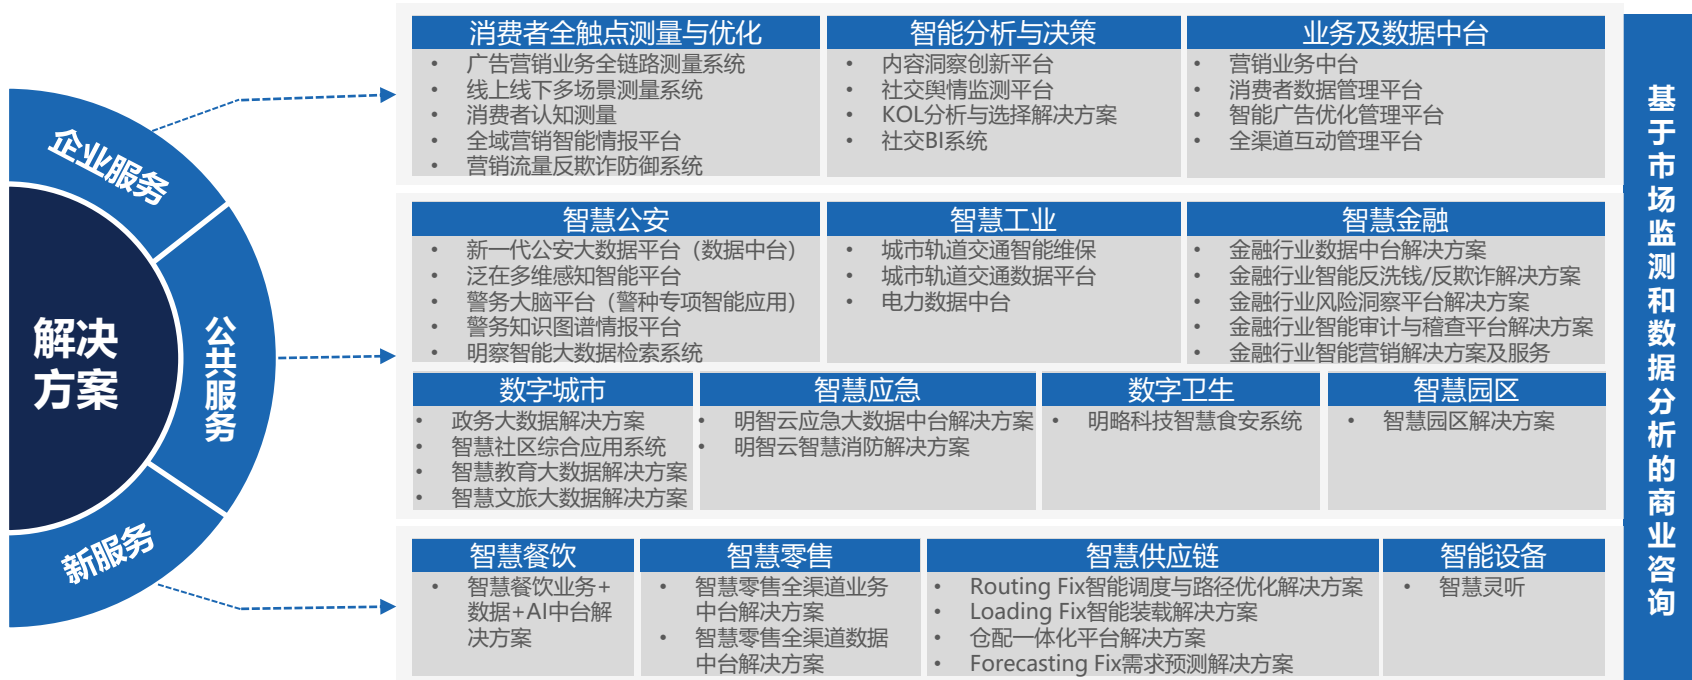 解决
方案
企业服务
消费者全触点测量与优化
• 广告营销业务全链路测量系统
• 线上线下多场景测量系统
• 消费者认知测量
• 全域营销智能情报平台
• 营销流量反欺诈防御系统
智能分析与决策
• 内容洞察创新平台
• 社交舆情监测平台
• KOL分析与选择解决方案
• 社交BI系统
业务及数据中台
• 营销业务中台
• 消费者数据管理平台
• 智能广告优化管理平台
• 全渠道互动管理平台
公共服务
智慧公安
• 新一代公安大数据平台（数据中台）
• 泛在多维感知智能平台
• 警务大脑平台（警种专项智能应用）
• 警务知识图谱情报平台
• 明察智能大数据检索系统
智慧工业
• 城市轨道交通智能维保
• 城市轨道交通数据平台
• 电力数据中台
智慧金融
• 金融行业数据中台解决方案
• 金融行业智能反洗钱/反欺诈解决方案
• 金融行业风险洞察平台解决方案
• 金融行业智能审计与稽查平台解决方案
• 金融行业智能营销解决方案及服务
数字城市
• 政务大数据解决方案
• 智慧社区综合应用系统
• 智慧教育大数据解决方案
• 智慧文旅大数据解决方案
智慧应急
• 明智云应急大数据中台解决方案
• 明智云智慧消防解决方案
数字卫生
• 明略科技智慧食安系统
智慧园区
• 智慧园区解决方案
新服务
智慧餐饮
• 智慧餐饮业务+
数据+AI中台解
决方案
智慧零售
• 智慧零售全渠道业务
中台解决方案
• 智慧零售全渠道数据
中台解决方案
智慧供应链
• Routing Fix智能调度与路径优化解决方案
• Loading Fix智能装载解决方案
• 仓配一体化平台解决方案
• Forecasting Fix需求预测解决方案
智能设备
• 智慧灵听
基于市场监测和数据分析的商业咨询